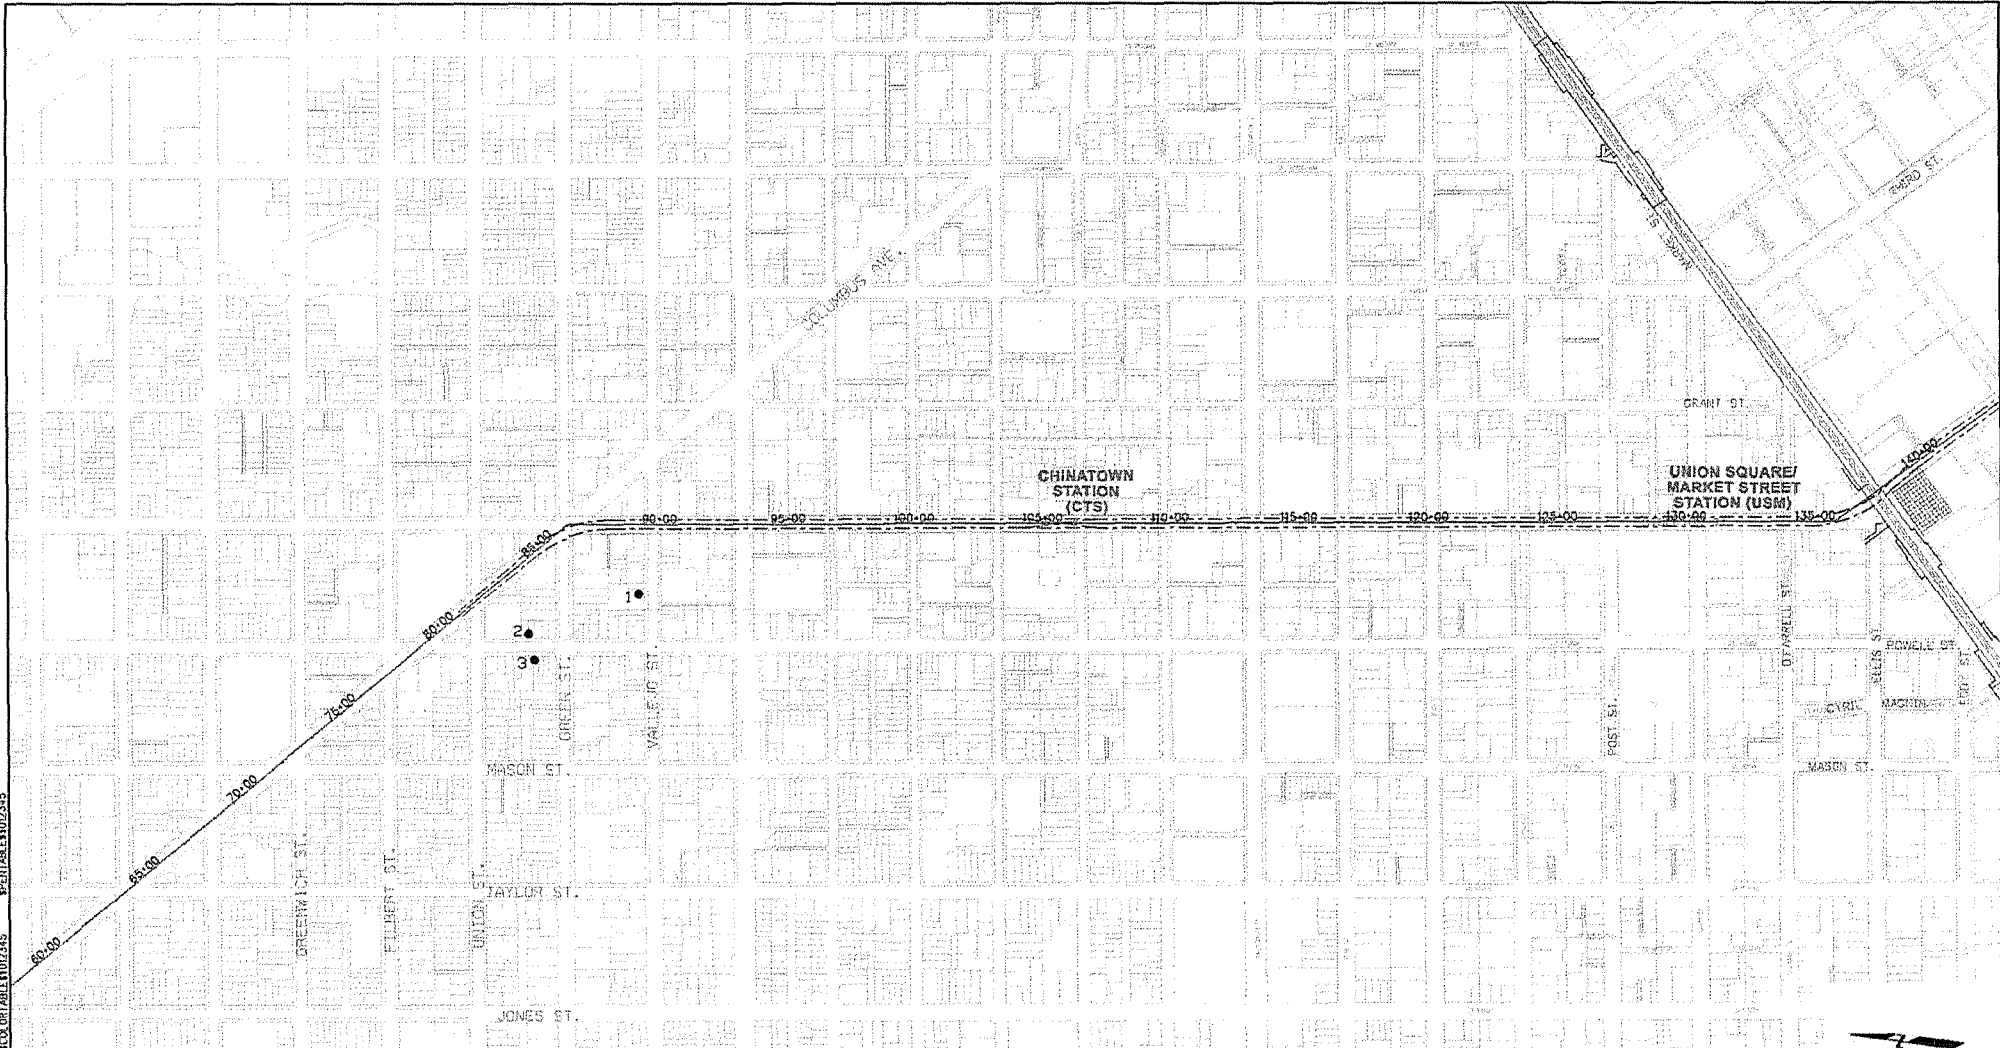 THIRD ST.
MARKET ST.
COLUMBUS AVE.
GRANT ST.
CHINATOWN
STATION
(CTS)
UNION SQUARE/
MARKET STREET
STATION (USM)
140+00
90+00
95+00
100+00
105+00
110+00
115+00
120+00
125+00
130+00
135+00
85+00
80+00
75+00
70+00
65+00
60+00
1
2
3
GREEN ST.
VALLEJO ST.
O'FARRELL ST.
ELLIS ST.
POWELL ST.
EDDY ST.
CYRIL MAGNIN
POST ST.
MASON ST.
MASON ST.
GREENWICH ST.
FILBERT ST.
UNION ST.
TAYLOR ST.
JONES ST.